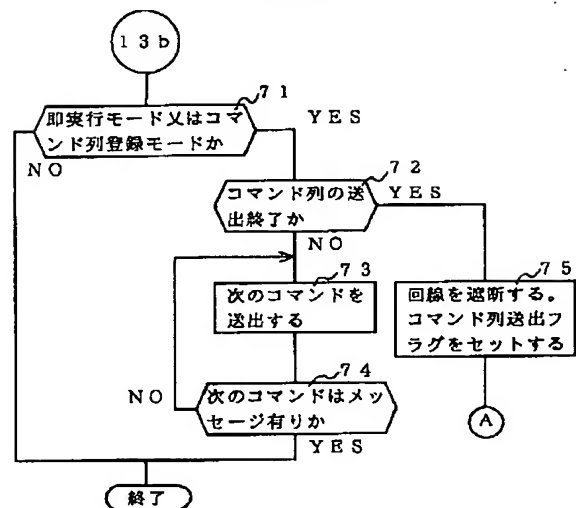 13b
71
即実行モード又はコマ
ンド列登録モードか
YES
NO
72
コマンド列の送
出終了か
YES
NO
73
次のコマンドを
送出する
75
回線を遮断する。
コマンド列送出フ
ラグをセットする
74
次のコマンドはメッ
セージ有りか
NO
YES
A
終了